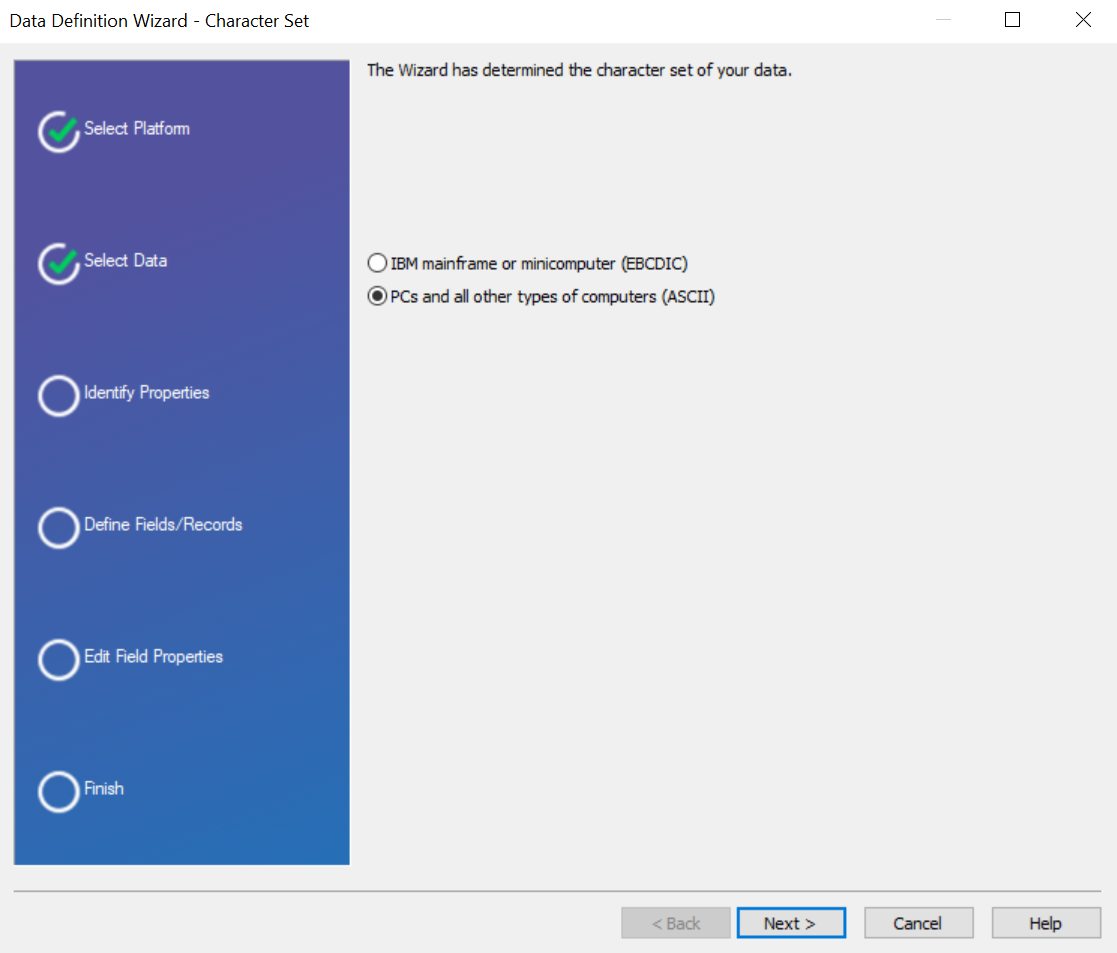 Data Definition Wizard - Character Set
The Wizard has determined the character set of your data.
Select Platform
Select Data
Identify Properties
Define Fields/Records
Edit Field Properties
Finish
IBM mainframe or minicomputer (EBCDIC)
PCs and all other types of computers (ASCII)
< Back
Next >
Cancel
Help